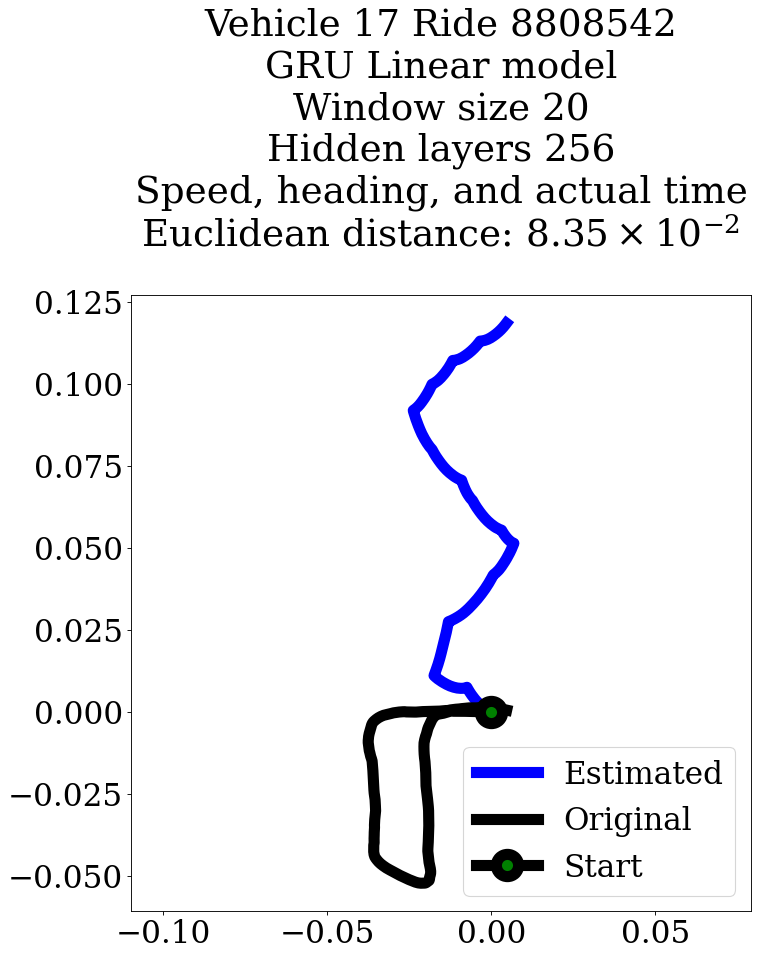 Vehicle 17 Ride 8808542
GRU Linear model
Window size 20
Hidden layers 256
Speed, heading, and actual time
Euclidean distance: 8.35 × 10⁻²
0.125
0.100
0.075
0.050
0.025
0.000
−0.025
−0.050
Estimated
Original
Start
−0.10
−0.05
0.00
0.05